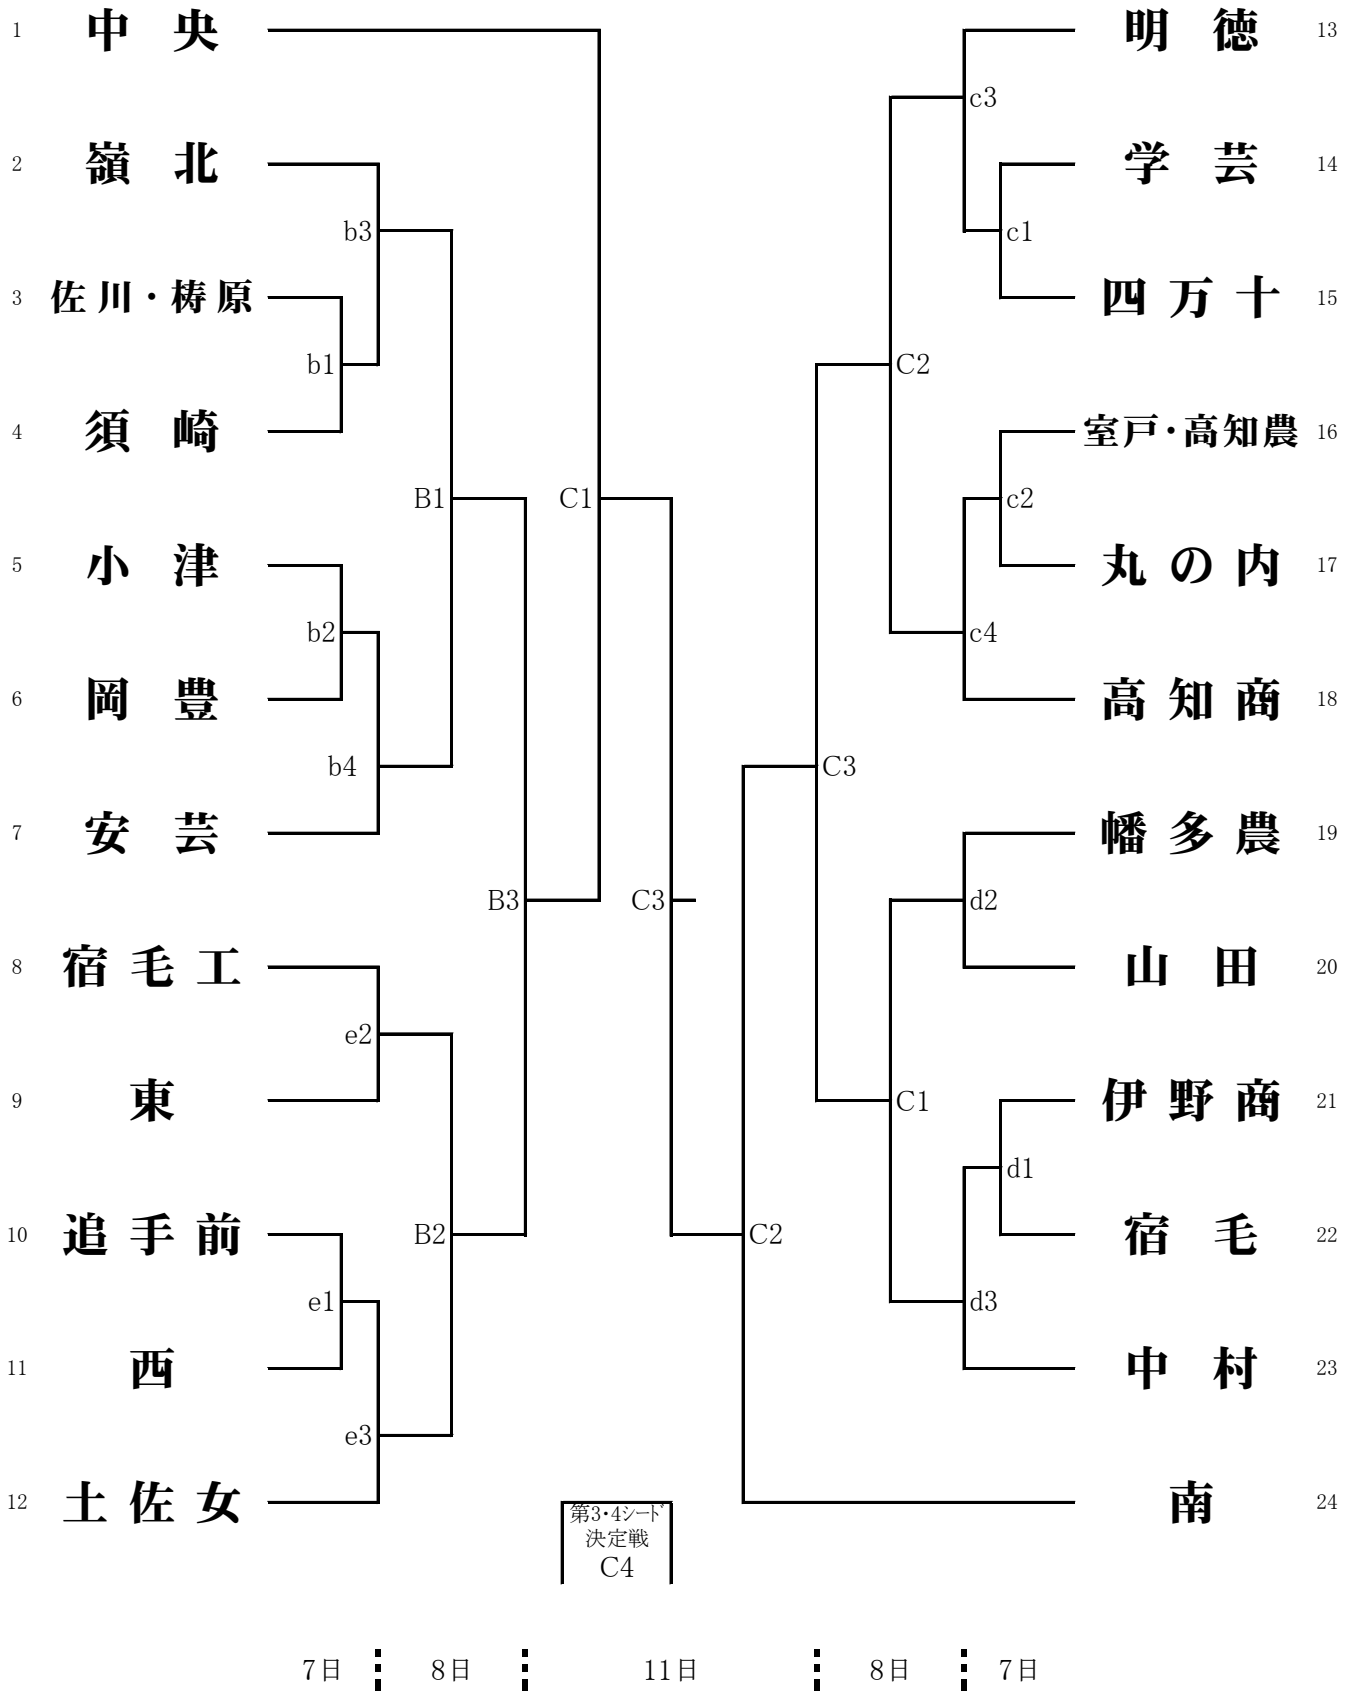 1 中 央
2 嶺 北
b3
3 佐川・梼原
b1
4 須 崎
B1
5 小 津
b2
6 岡 豊
b4
7 安 芸
B3
8 宿毛工
e2
9 東
10 追手前
B2
e1
11 西
e3
12 土佐女
C1
C3
C2
第3・4シード
決定戦
C4
明 徳 13
c3
学 芸 14
c1
四万十 15
C2
室戸・高知農 16
c2
丸の内 17
c4
高知商 18
C3
幡多農 19
d2
山 田 20
C1
伊野商 21
d1
宿 毛 22
d3
中 村 23
南 24
7日 8日 11日 8日 7日